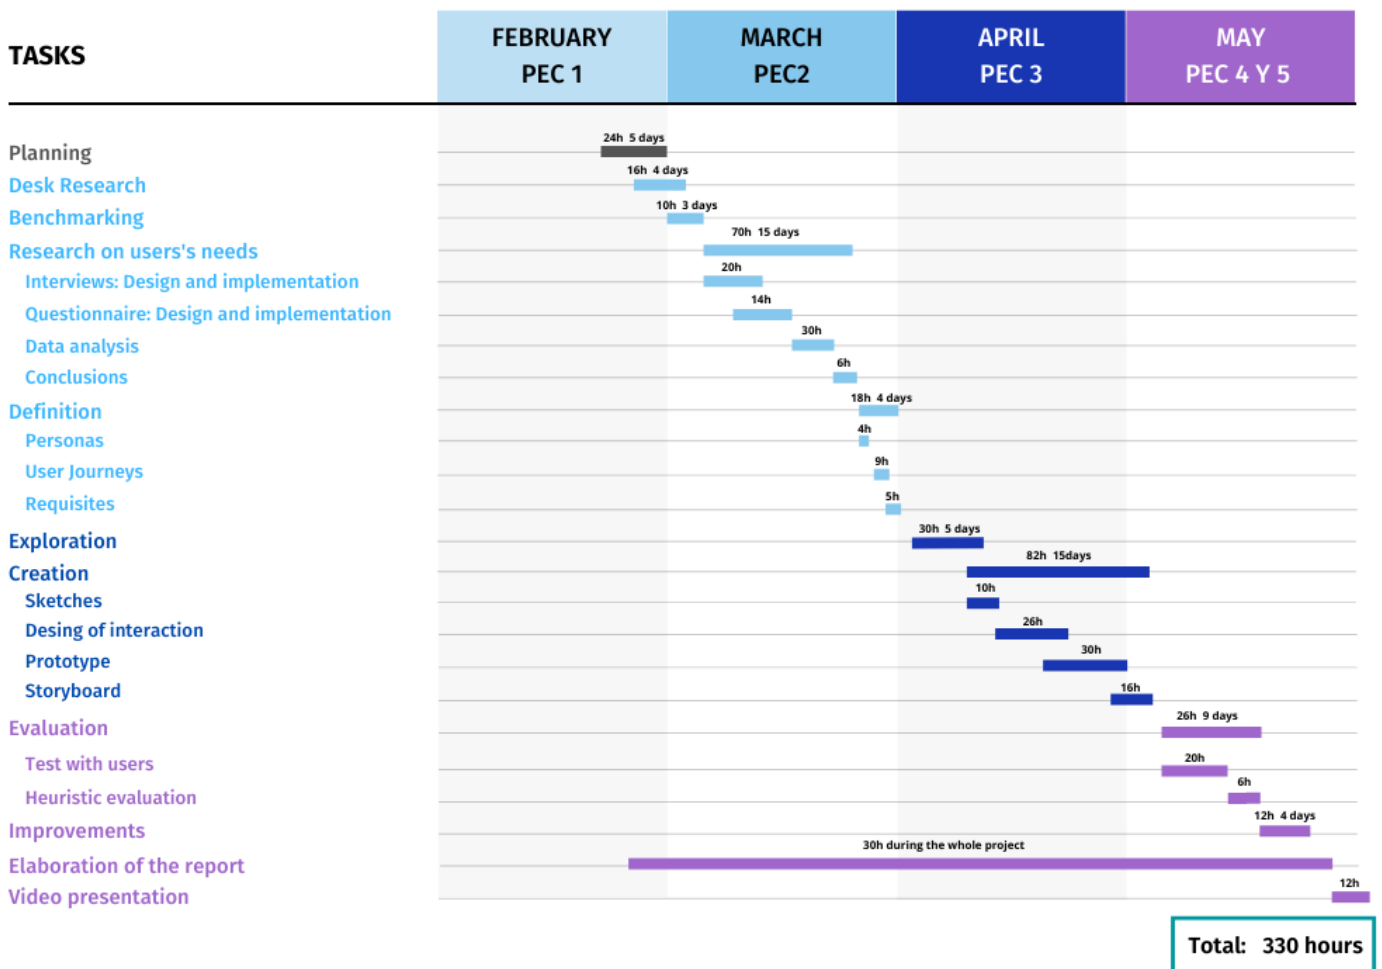 TASKS
FEBRUARY
PEC 1
MARCH
PEC2
APRIL
PEC 3
MAY
PEC 4 Y 5
Planning
24h 5 days
Desk Research
16h 4 days
Benchmarking
10h 3 days
Research on users's needs
70h 15 days
Interviews: Design and implementation
20h
Questionnaire: Design and implementation
14h
Data analysis
30h
Conclusions
6h
Definition
18h 4 days
Personas
4h
User Journeys
9h
Requisites
5h
Exploration
30h 5 days
Creation
82h 15days
Sketches
10h
Desing of interaction
26h
Prototype
30h
Storyboard
16h
Evaluation
26h 9 days
Test with users
20h
Heuristic evaluation
6h
Improvements
12h 4 days
Elaboration of the report
30h during the whole project
Video presentation
12h
Total: 330 hours